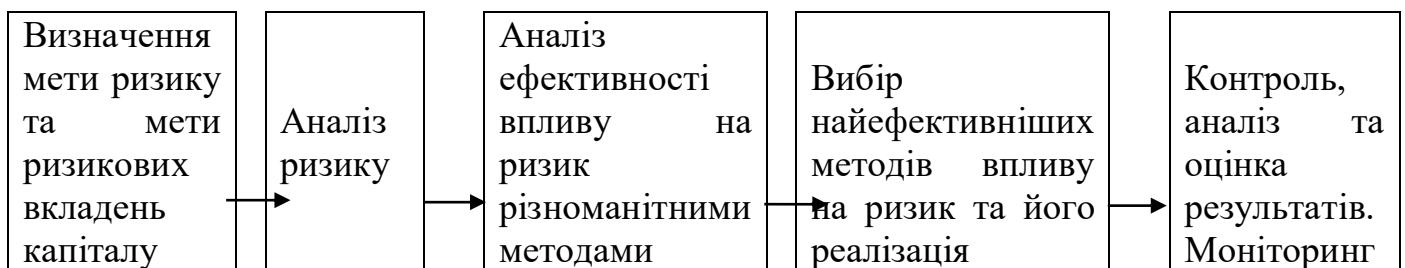 Визначення
мети ризику
та мети
ризикових
вкладень
капіталу
Аналіз
ризику
Аналіз
ефективності
впливу на
ризик
різноманітними
методами
Вибір
найефективніших
методів впливу
на ризик та його
реалізація
Контроль,
аналіз та
оцінка
результатів.
Моніторинг